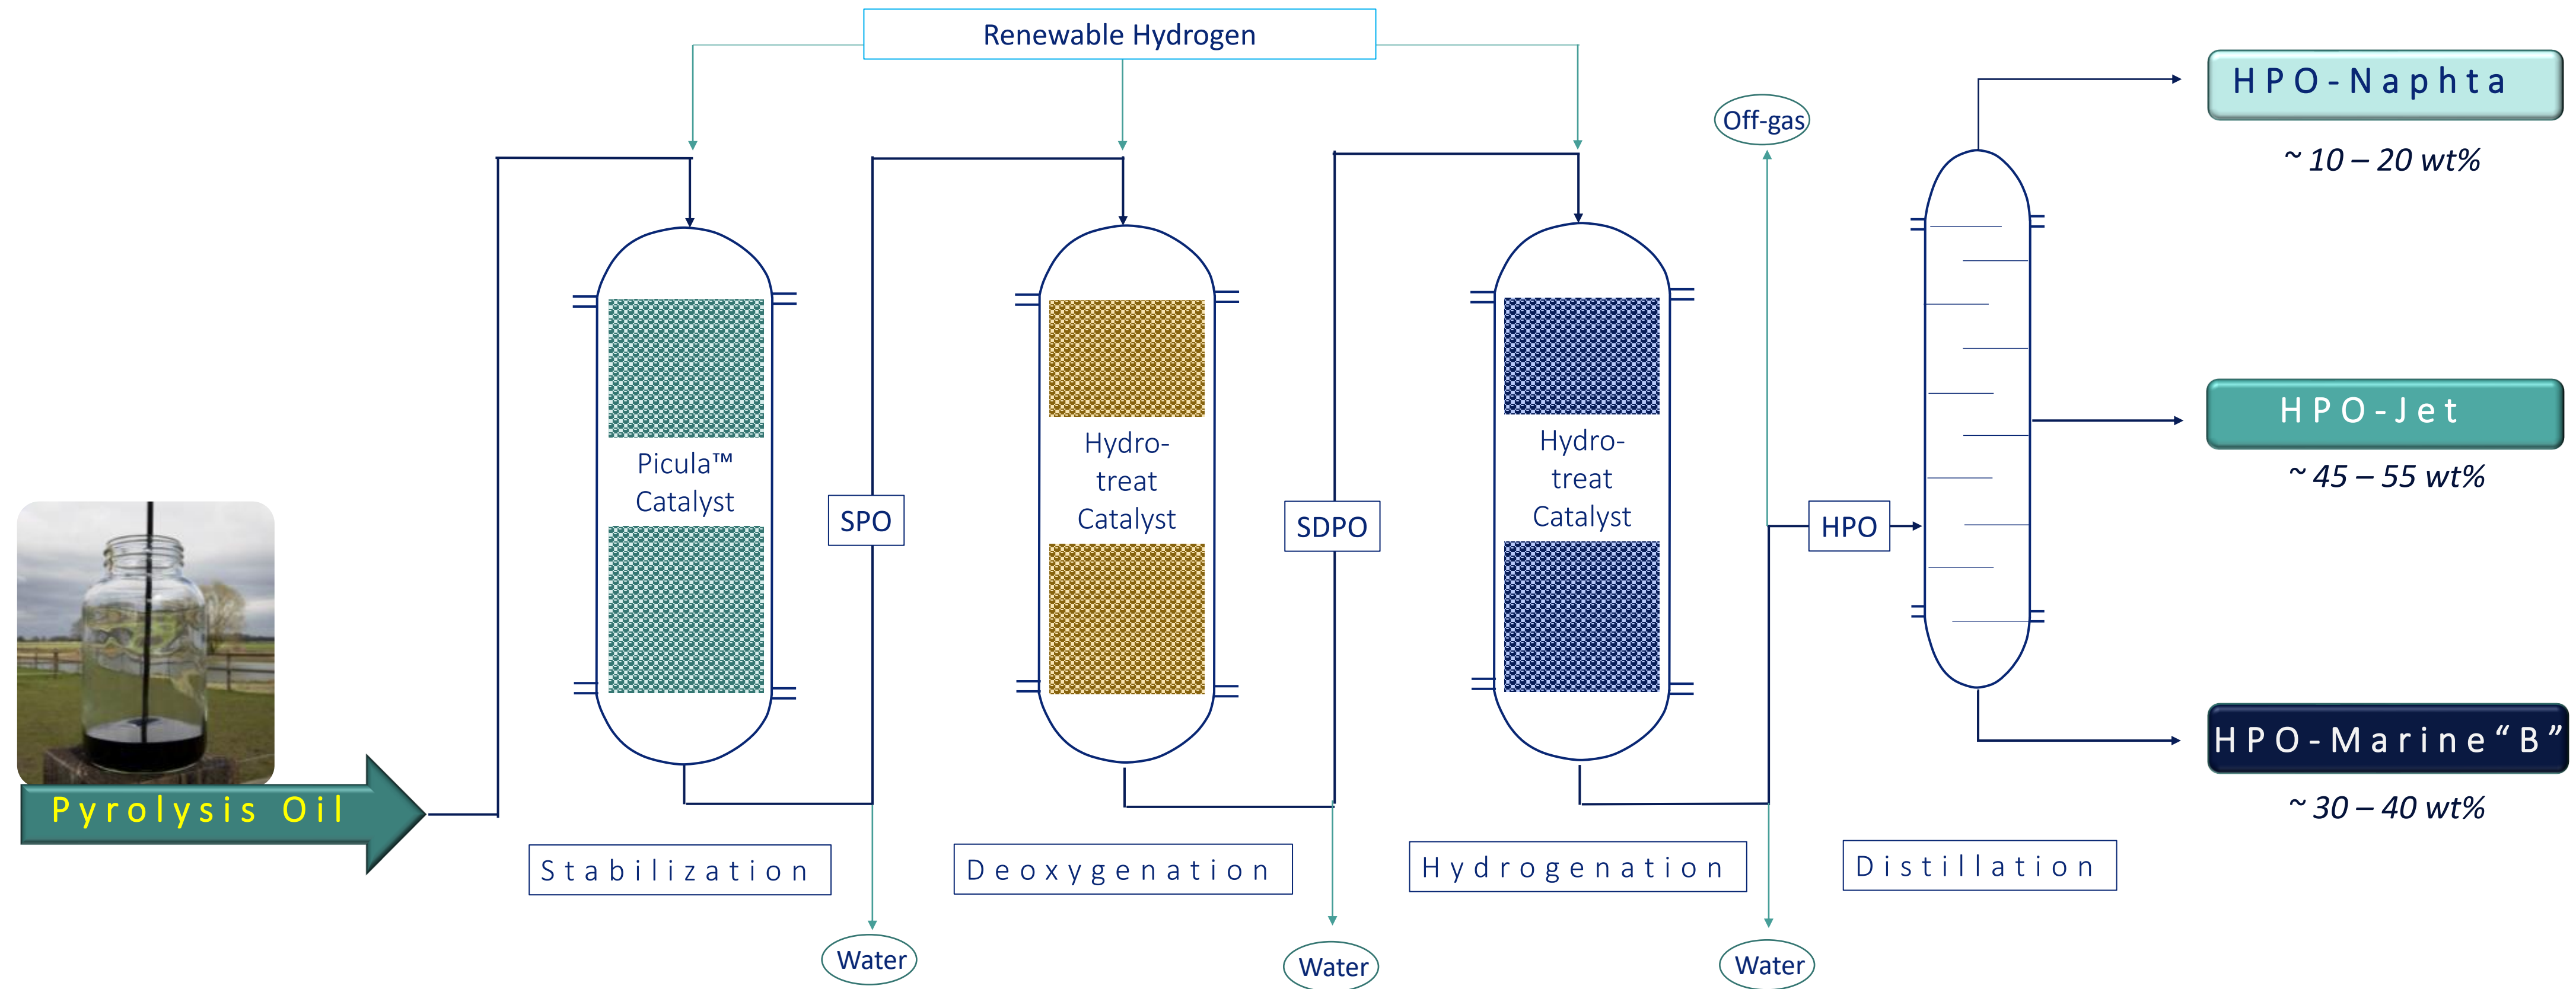 Renewable Hydrogen
Off-gas
HPO-Naphta
~ 10 – 20 wt%
HPO-Jet
~ 45 – 55 wt%
Picula™
Catalyst
Hydro-
treat
Catalyst
Hydro-
treat
Catalyst
SPO
SDPO
HPO
HPO-Marine“B”
~ 30 – 40 wt%
Pyrolysis Oil
Stabilization
Deoxygenation
Hydrogenation
Distillation
Water
Water
Water